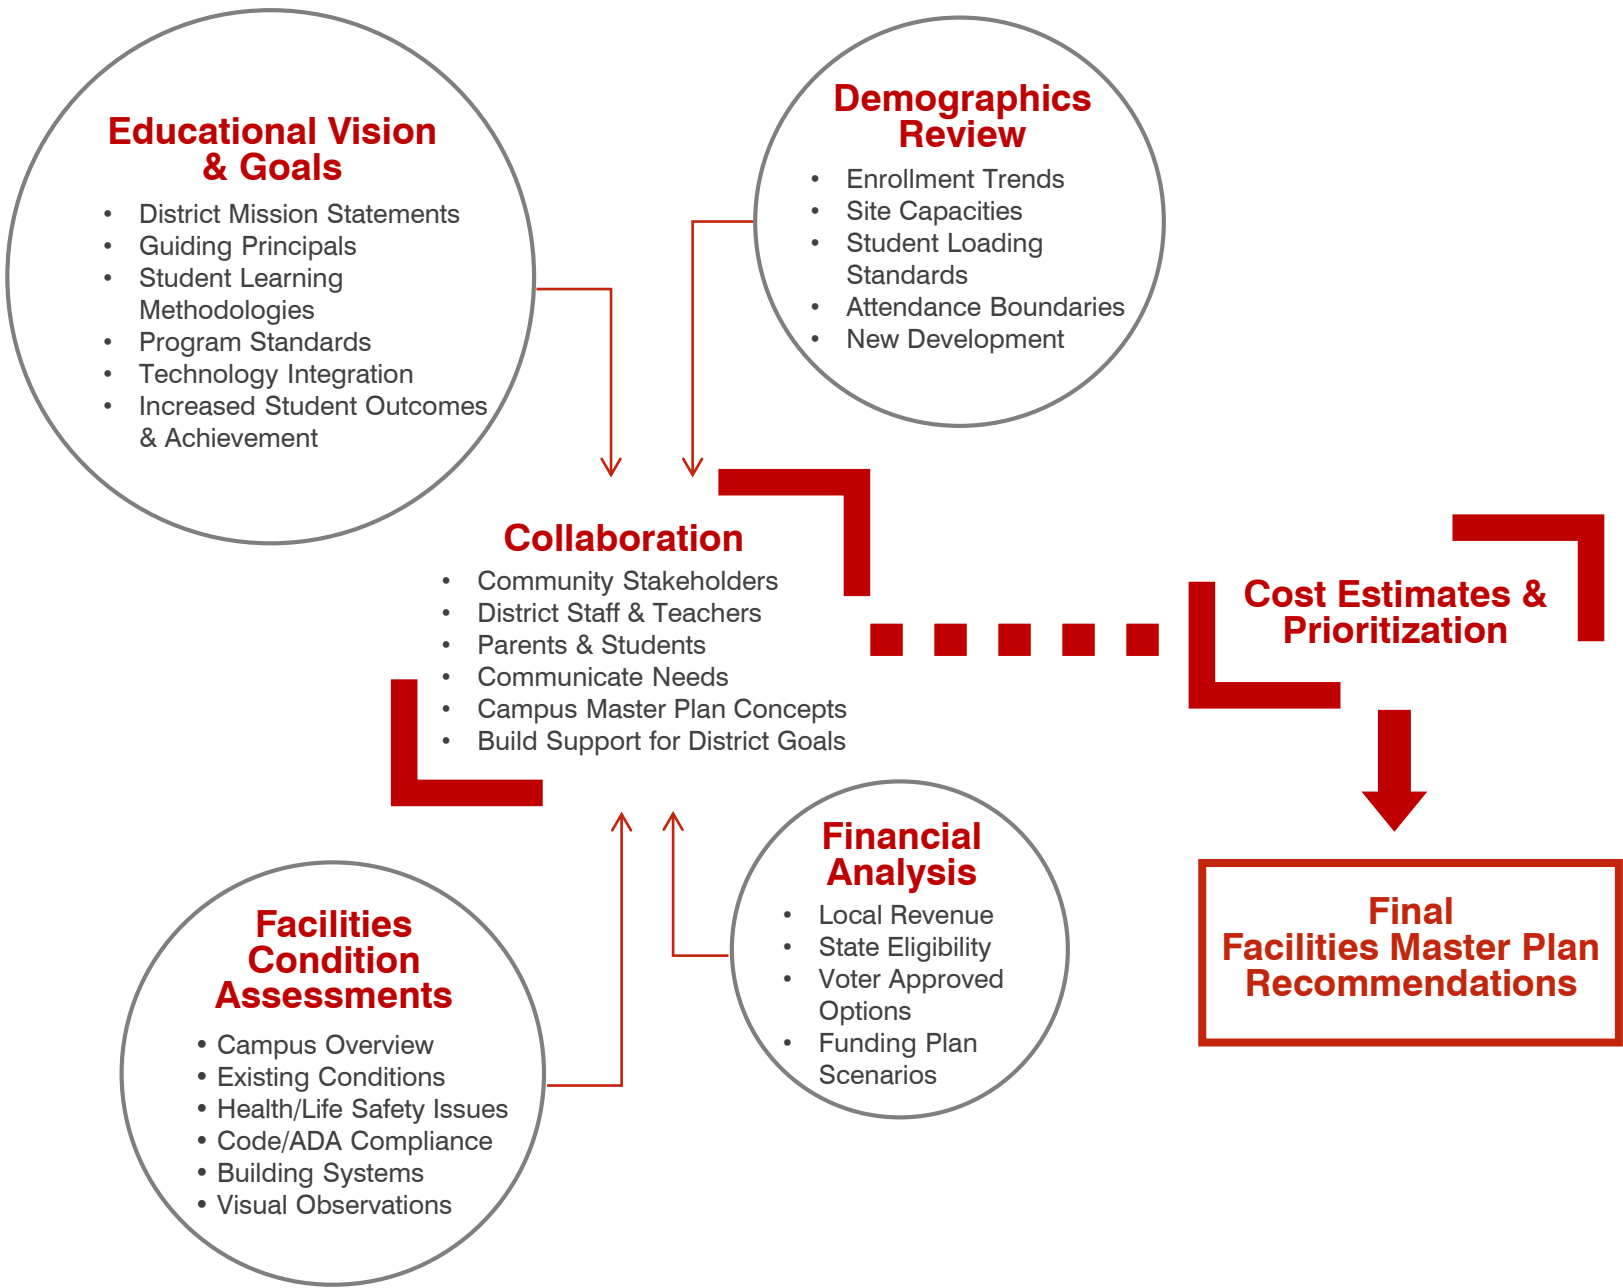 Educational Vision
& Goals
• District Mission Statements
• Guiding Principals
• Student Learning
Methodologies
• Program Standards
• Technology Integration
• Increased Student Outcomes
& Achievement
Demographics
Review
• Enrollment Trends
• Site Capacities
• Student Loading
Standards
• Attendance Boundaries
• New Development
Collaboration
• Community Stakeholders
• District Staff & Teachers
• Parents & Students
• Communicate Needs
• Campus Master Plan Concepts
• Build Support for District Goals
Cost Estimates &
Prioritization
Facilities
Condition
Assessments
• Campus Overview
• Existing Conditions
• Health/Life Safety Issues
• Code/ADA Compliance
• Building Systems
• Visual Observations
Financial
Analysis
• Local Revenue
• State Eligibility
• Voter Approved
Options
• Funding Plan
Scenarios
Final
Facilities Master Plan
Recommendations